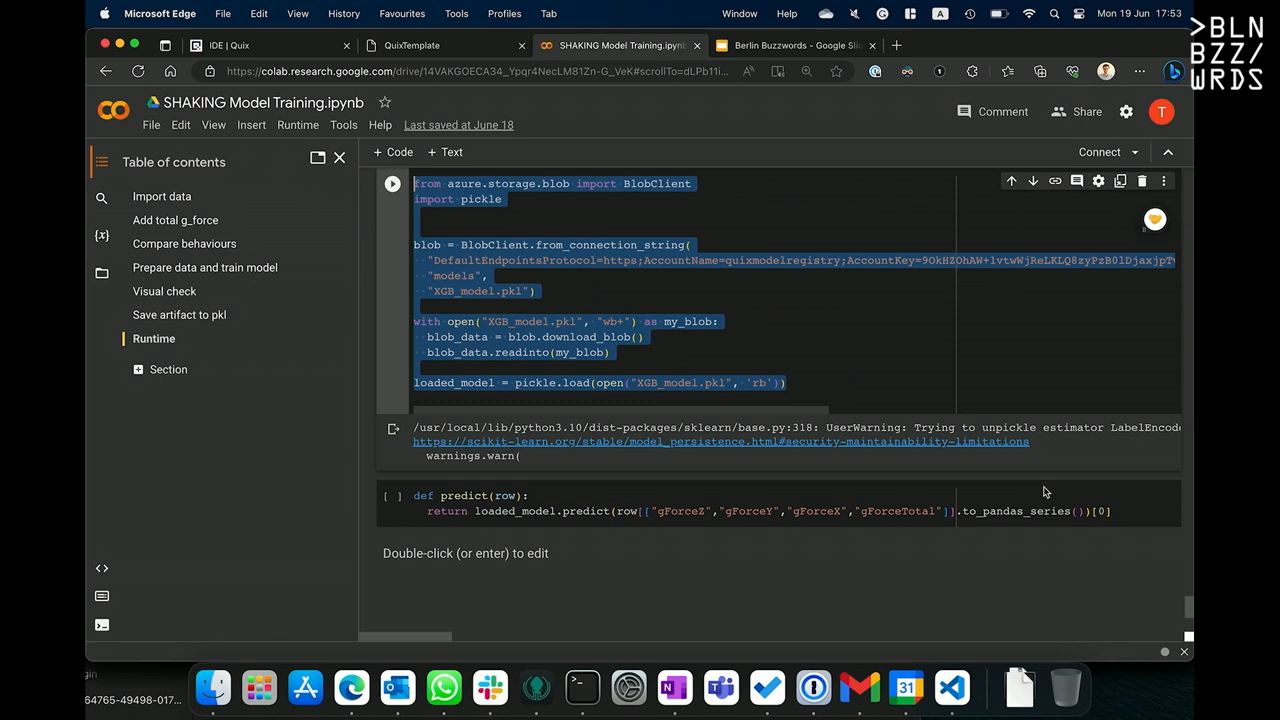 Microsoft Edge File Edit View History Favourites Tools Profiles Tab Window Help A Mon 19 Jun 17:53
>BLN
BZZ/
WRDS
IDE | Quix
QuixTemplate
SHAKING Model Training.ipynb
Berlin Buzzwords - Google Sli
https://colab.research.google.com/drive/14VAKGOECA34_Ypqr4NecLM81Zn-G_VeK#scrollTo=dLPb11i...
SHAKING Model Training.ipynb
File Edit View Insert Runtime Tools Help Last saved at June 18
Comment Share T
Table of contents
+ Code + Text
Connect
Import data
Add total g_force
Compare behaviours
Prepare data and train model
Visual check
Save artifact to pkl
Runtime
Section
from azure.storage.blob import BlobClient
import pickle
blob = BlobClient.from_connection_string(
"DefaultEndpointsProtocol=https;AccountName=quixmodelregistry;AccountKey=
"models",
"XGB_model.pkl")
with open("XGB_model.pkl", "wb+") as my_blob:
blob_data = blob.download_blob()
blob_data.readinto(my_blob)
loaded_model = pickle.load(open("XGB_model.pkl", 'rb'))
/usr/local/lib/python3.10/dist-packages/sklearn/base.py:318: UserWarning: Trying to unpickle estimator LabelEncode
https://scikit-learn.org/stable/model_persistence.html#security-maintainability-limitations
warnings.warn(
[ ] def predict(row):
return loaded_model.predict(row[["gForceZ","gForceY","gForceX","gForceTotal"]].to_pandas_series())[0]
Double-click (or enter) to edit
gin
64765-49498-017...
31